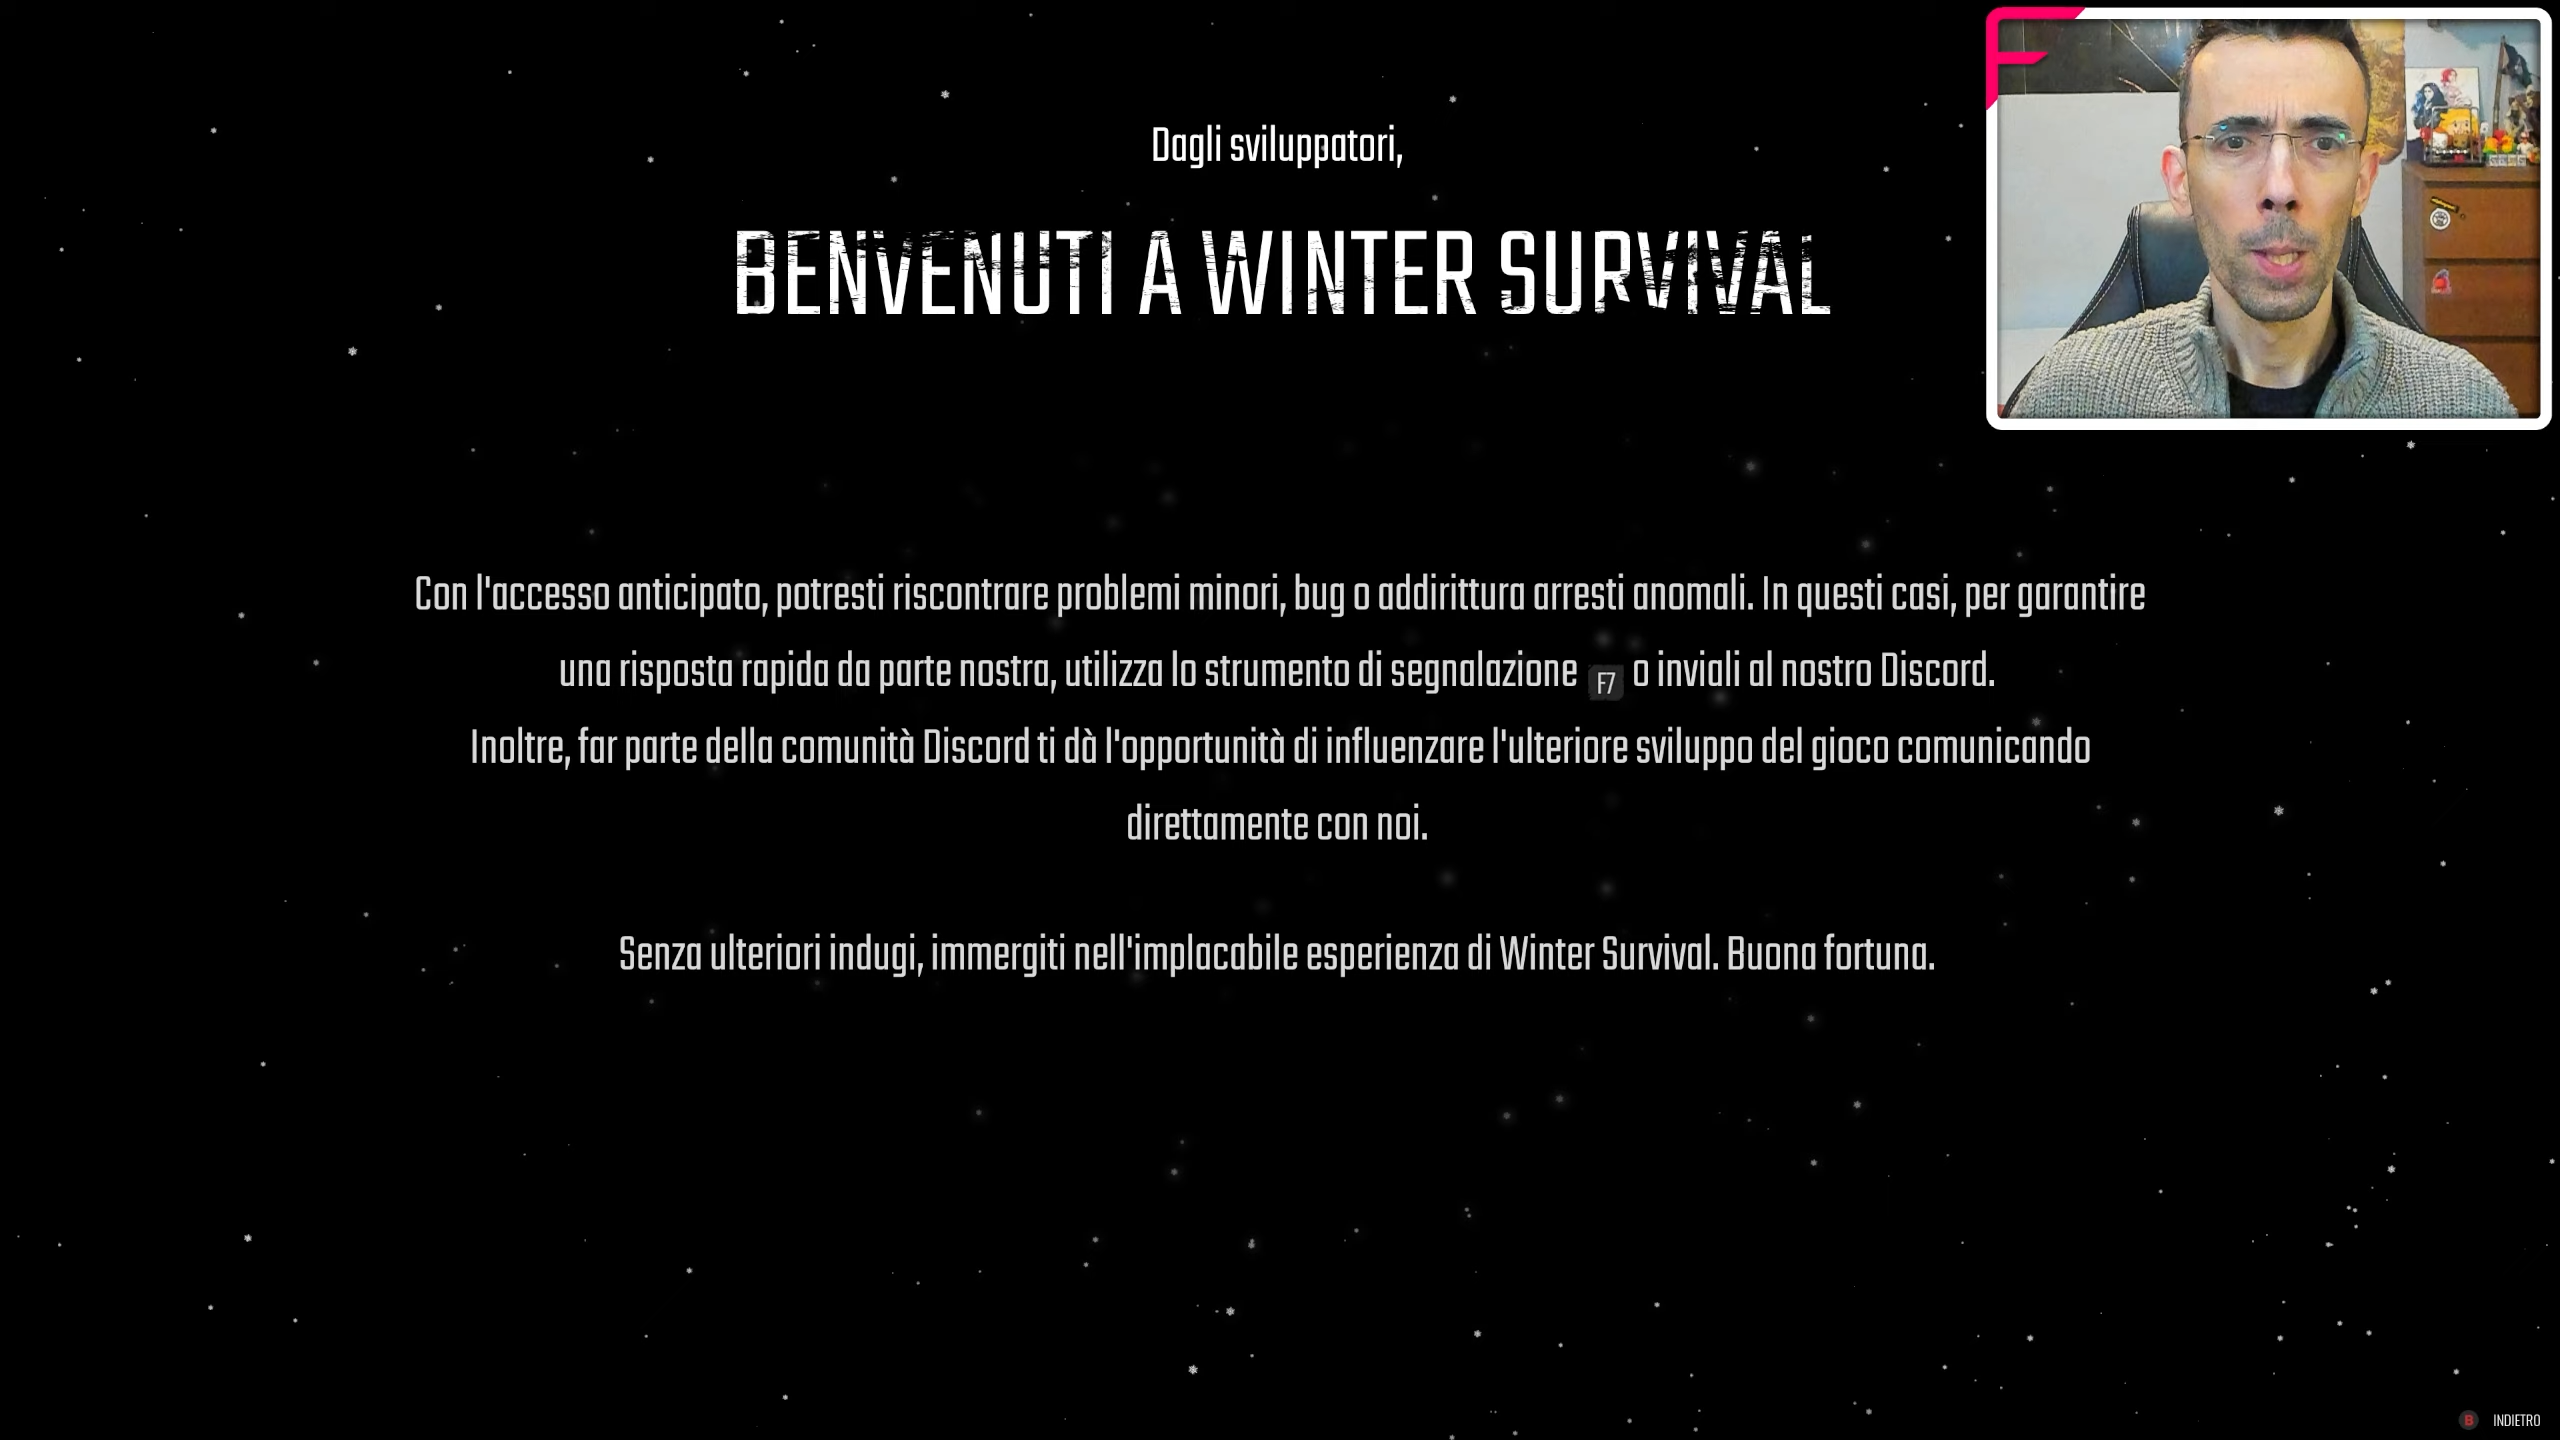 Dagli sviluppatori,
BENVENUTI A WINTER SURVIVAL
Con l'accesso anticipato, potresti riscontrare problemi minori, bug o addirittura arresti anomali. In questi casi, per garantire
una risposta rapida da parte nostra, utilizza lo strumento di segnalazione F7 o inviali al nostro Discord.
Inoltre, far parte della comunità Discord ti dà l'opportunità di influenzare l'ulteriore sviluppo del gioco comunicando
direttamente con noi.
Senza ulteriori indugi, immergiti nell'implacabile esperienza di Winter Survival. Buona fortuna.
B INDIETRO